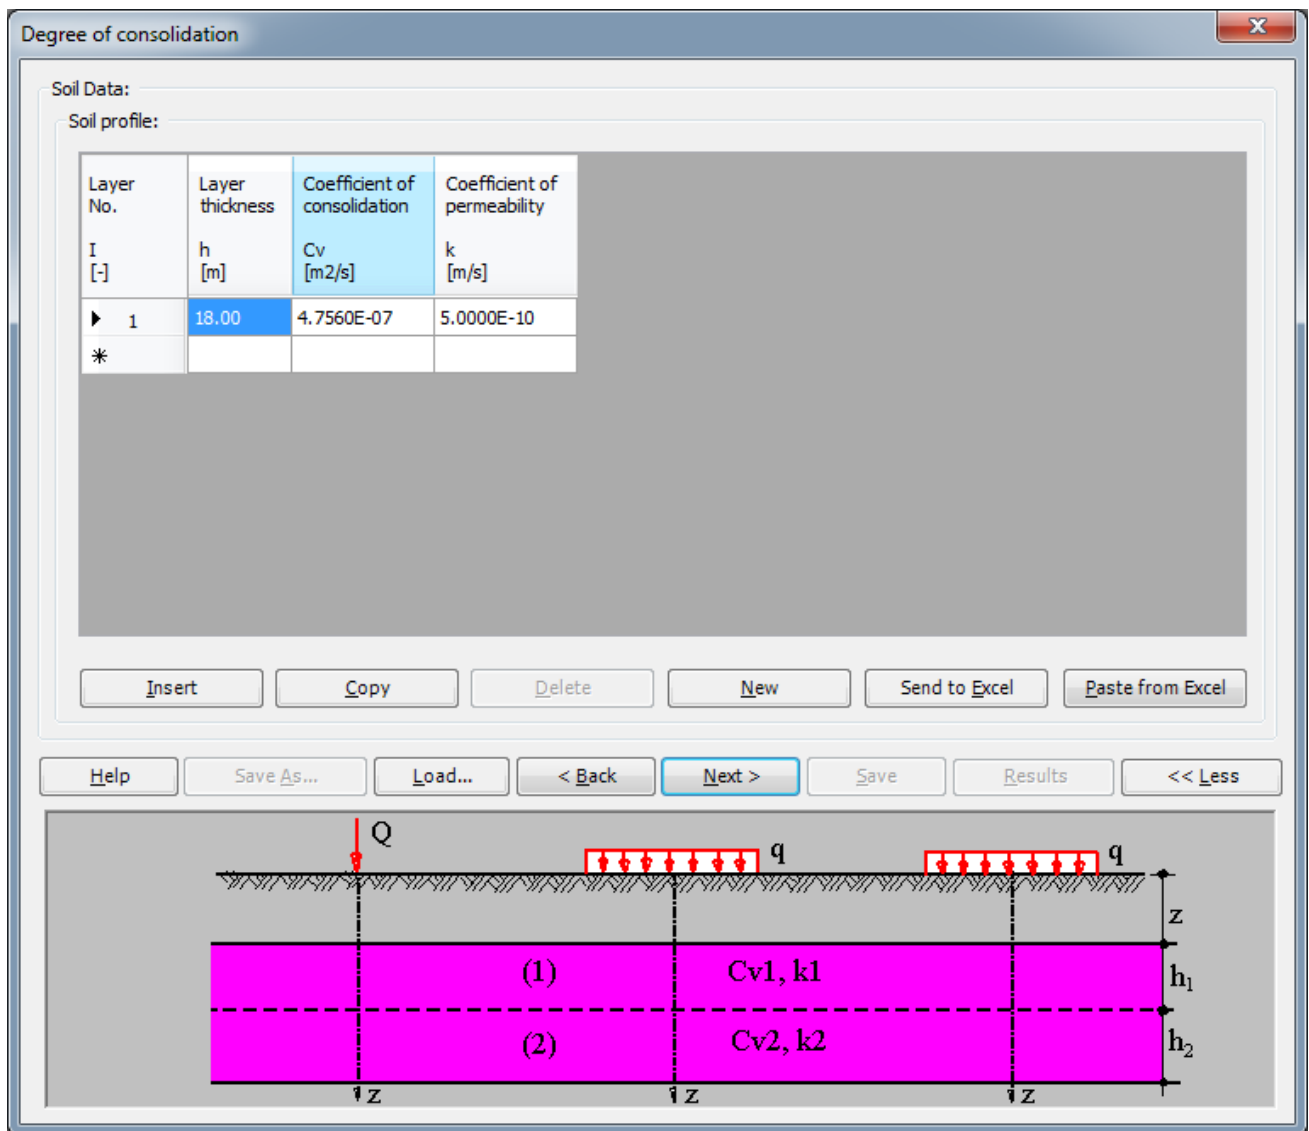 Degree of consolidation
Soil Data:
Soil profile:
Layer No. Layer thickness Coefficient of consolidation Coefficient of permeability
I h Cv k
[-] [m] [m2/s] [m/s]
1 18.00 4.7560E-07 5.0000E-10
*
Insert Copy Delete New Send to Excel Paste from Excel
Help Save As... Load... < Back Next > Save Results << Less
Q q q
z
(1) Cv1, k1 h1
(2) Cv2, k2 h2
z z z